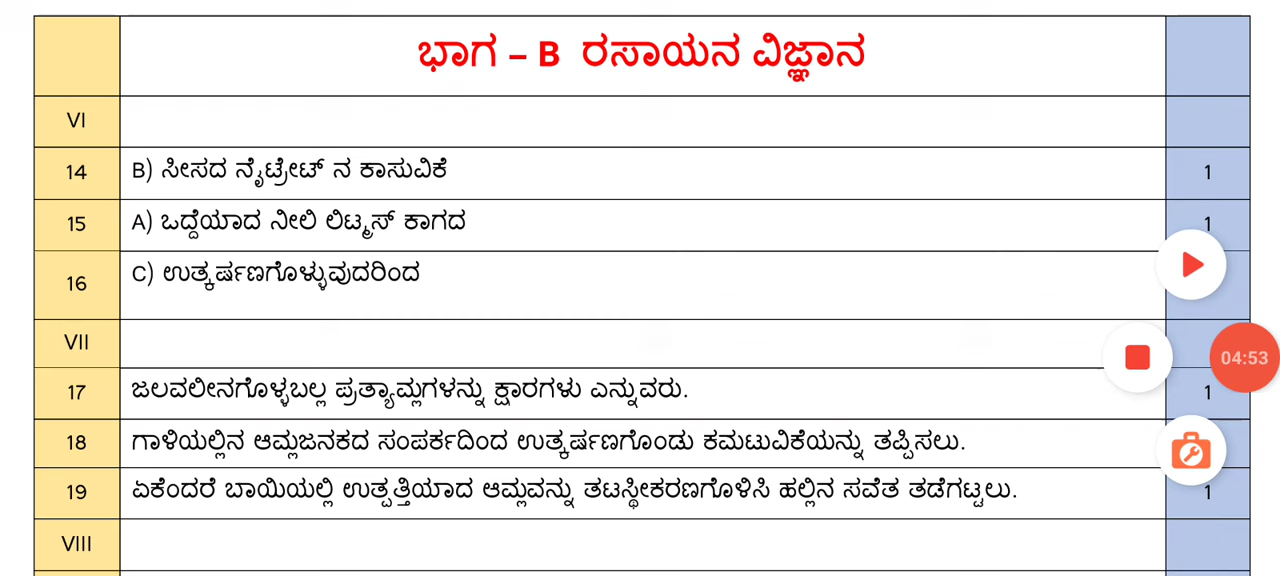 ಭಾಗ – B ರಸಾಯನ ವಿಜ್ಞಾನ
VI
14 B) ಸೀಸದ ನೈಟ್ರೇಟ್ ನ ಕಾಸುವಿಕೆ 1
15 A) ಒದ್ದೆಯಾದ ನೀಲಿ ಲಿಟ್ಮಸ್ ಕಾಗದ 1
16 C) ಉತ್ಕರ್ಷಣಗೊಳ್ಳುವುದರಿಂದ
VII
04:53
17 ಜಲವಲೀನಗೊಳ್ಳಬಲ್ಲ ಪ್ರತ್ಯಾಮ್ಲಗಳನ್ನು ಕ್ಷಾರಗಳು ಎನ್ನುವರು. 1
18 ಗಾಳಿಯಲ್ಲಿನ ಆಮ್ಲಜನಕದ ಸಂಪರ್ಕದಿಂದ ಉತ್ಕರ್ಷಣಗೊಂಡು ಕಮಟುವಿಕೆಯನ್ನು ತಪ್ಪಿಸಲು.
19 ಏಕೆಂದರೆ ಬಾಯಿಯಲ್ಲಿ ಉತ್ಪತ್ತಿಯಾದ ಆಮ್ಲವನ್ನು ತಟಸ್ಥೀಕರಣಗೊಳಿಸಿ ಹಲ್ಲಿನ ಸವೆತ ತಡೆಗಟ್ಟಲು. 1
VIII